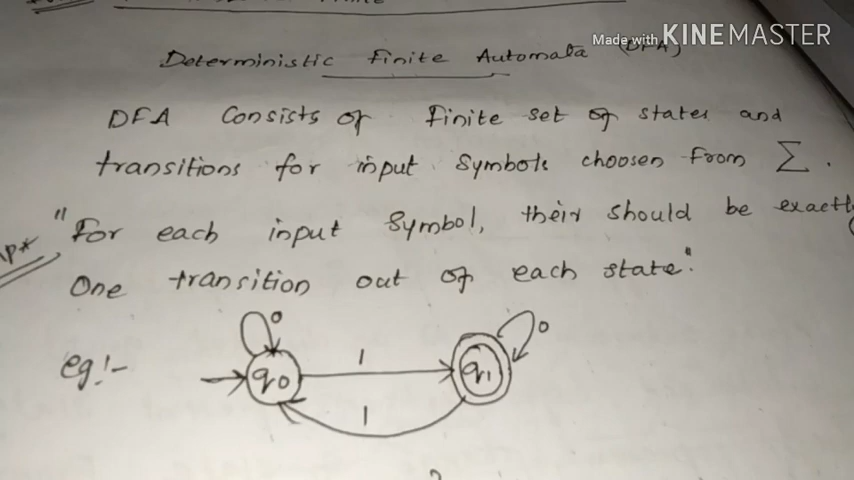 Made with KINEMASTER
Deterministic Finite Automata (DFA)
DFA Consists of Finite set of states and
transitions for input Symbols choosen from Σ.
"For each input Symbol, their should be exactly
One transition out of each state".
eg:-
0
0
1
q0
q1
1